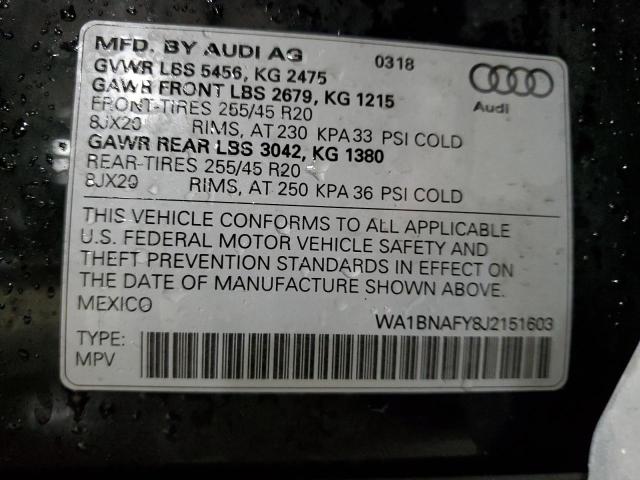 MFD. BY AUDI AG 0318
GVWR LBS 5456, KG 2475
GAWR FRONT LBS 2679, KG 1215
FRONT-TIRES 255/45 R20
8JX20 RIMS, AT 230 KPA 33 PSI COLD
GAWR REAR LBS 3042, KG 1380
REAR-TIRES 255/45 R20
8JX20 RIMS, AT 250 KPA 36 PSI COLD
Audi
THIS VEHICLE CONFORMS TO ALL APPLICABLE
U.S. FEDERAL MOTOR VEHICLE SAFETY AND
THEFT PREVENTION STANDARDS IN EFFECT ON
THE DATE OF MANUFACTURE SHOWN ABOVE.
MEXICO
WA1BNAFY8J2151603
TYPE:
MPV